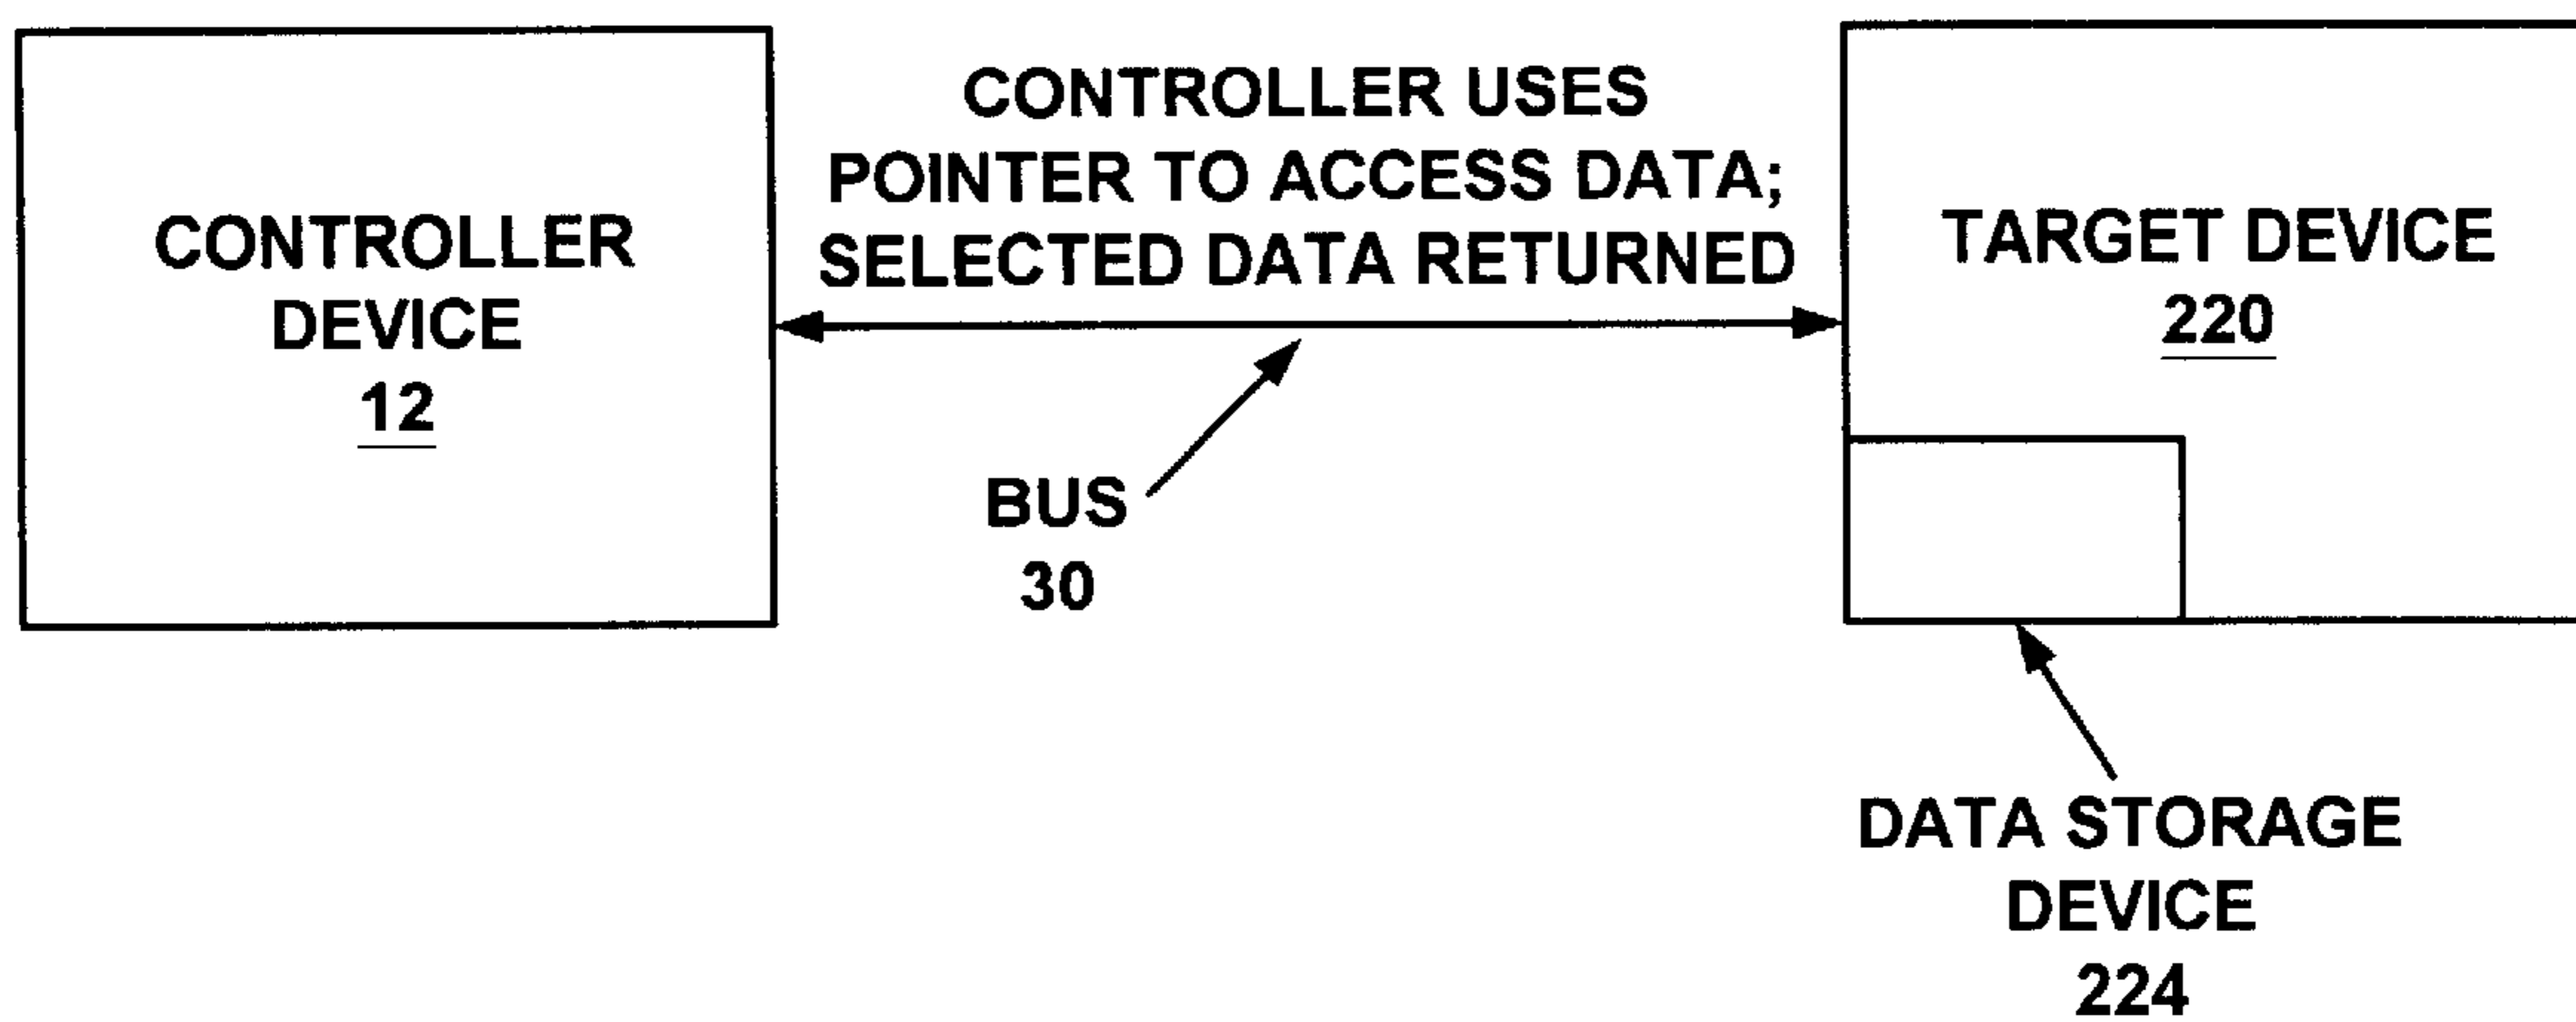 CONTROLLER
DEVICE
12
CONTROLLER USES
POINTER TO ACCESS DATA;
SELECTED DATA RETURNED
BUS
30
TARGET DEVICE
220
DATA STORAGE
DEVICE
224